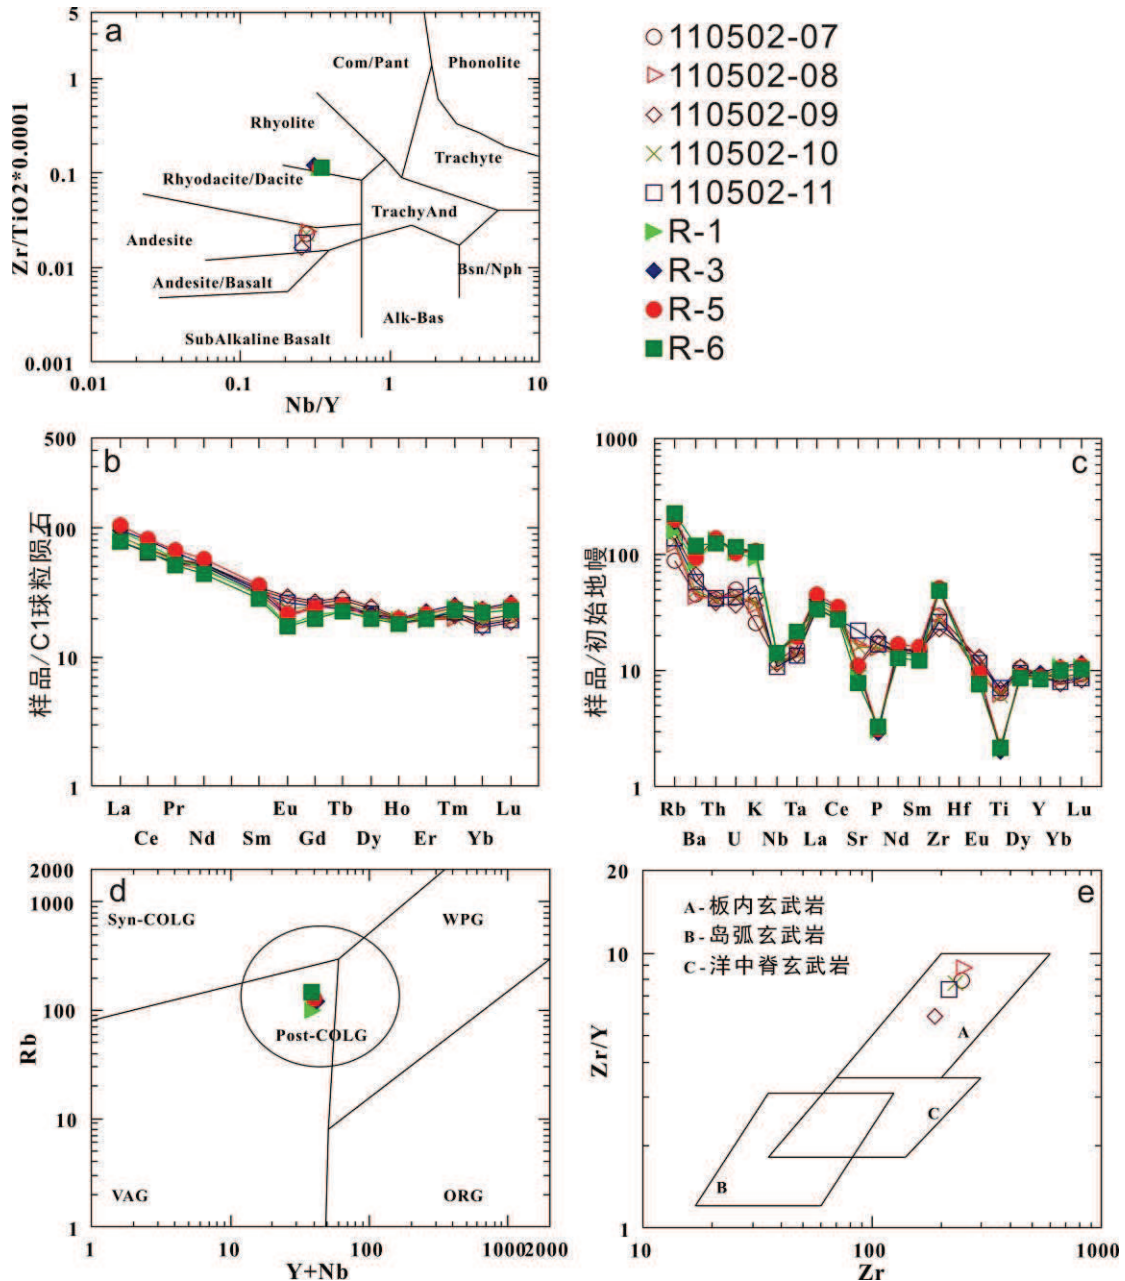 a
5
1
0.1
0.01
0.001
Zr/TiO2*0.0001
Com/Pant
Phonolite
Rhyolite
Trachyte
Rhyodacite/Dacite
TrachyAnd
Andesite
Bsn/Nph
Andesite/Basalt
Alk-Bas
SubAlkaline Basalt
0.01
0.1
1
10
Nb/Y
110502-07
110502-08
110502-09
110502-10
110502-11
R-1
R-3
R-5
R-6
b
500
100
10
1
样品/C1球粒陨石
La
Pr
Eu
Tb
Ho
Tm
Lu
Ce
Nd
Sm
Gd
Dy
Er
Yb
c
1000
100
10
1
样品/初始地幔
Rb
Th
K
Ta
Ce
P
Sm
Hf
Ti
Y
Lu
Ba
U
Nb
La
Sr
Nd
Zr
Eu
Dy
Yb
d
2000
1000
100
10
1
Rb
Syn-COLG
WPG
Post-COLG
VAG
ORG
1
10
100
1000
2000
Y+Nb
e
20
10
1
Zr/Y
A-板内玄武岩
B-岛弧玄武岩
C-洋中脊玄武岩
A
C
B
10
100
1000
Zr